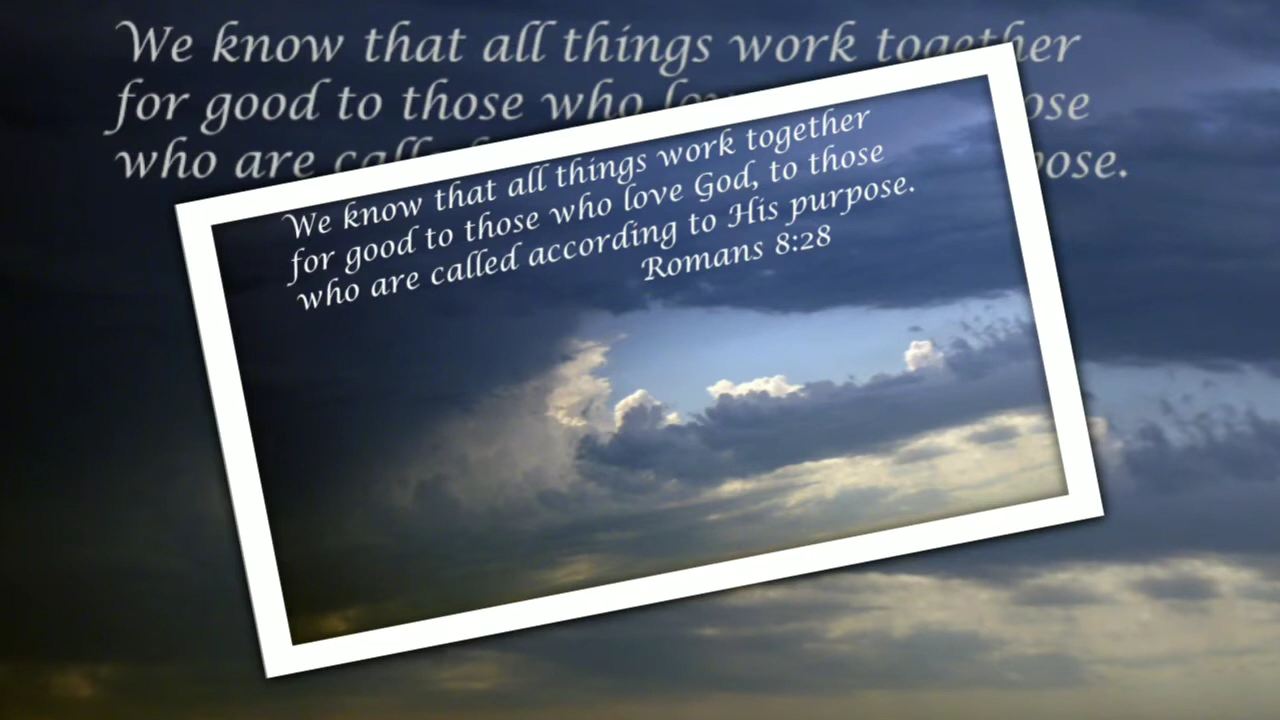 We know that all things work together
for good to those who
who are
ose
pose.
We know that all things work together
for good to those who love God, to those
who are called according to His purpose.
Romans 8:28